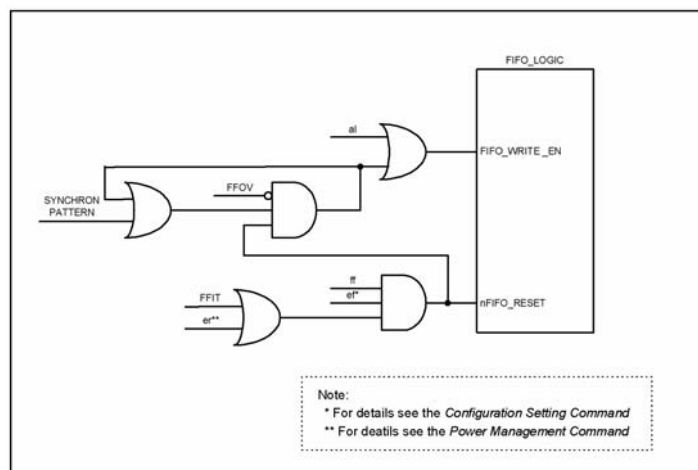 FIFO_LOGIC
al
FIFO_WRITE_EN
FFOV
SYNCHRON
PATTERN
ff
ef*
FFIT
nFIFO_RESET
er**
Note:
* For details see the Configuration Setting Command
** For deatils see the Power Management Command